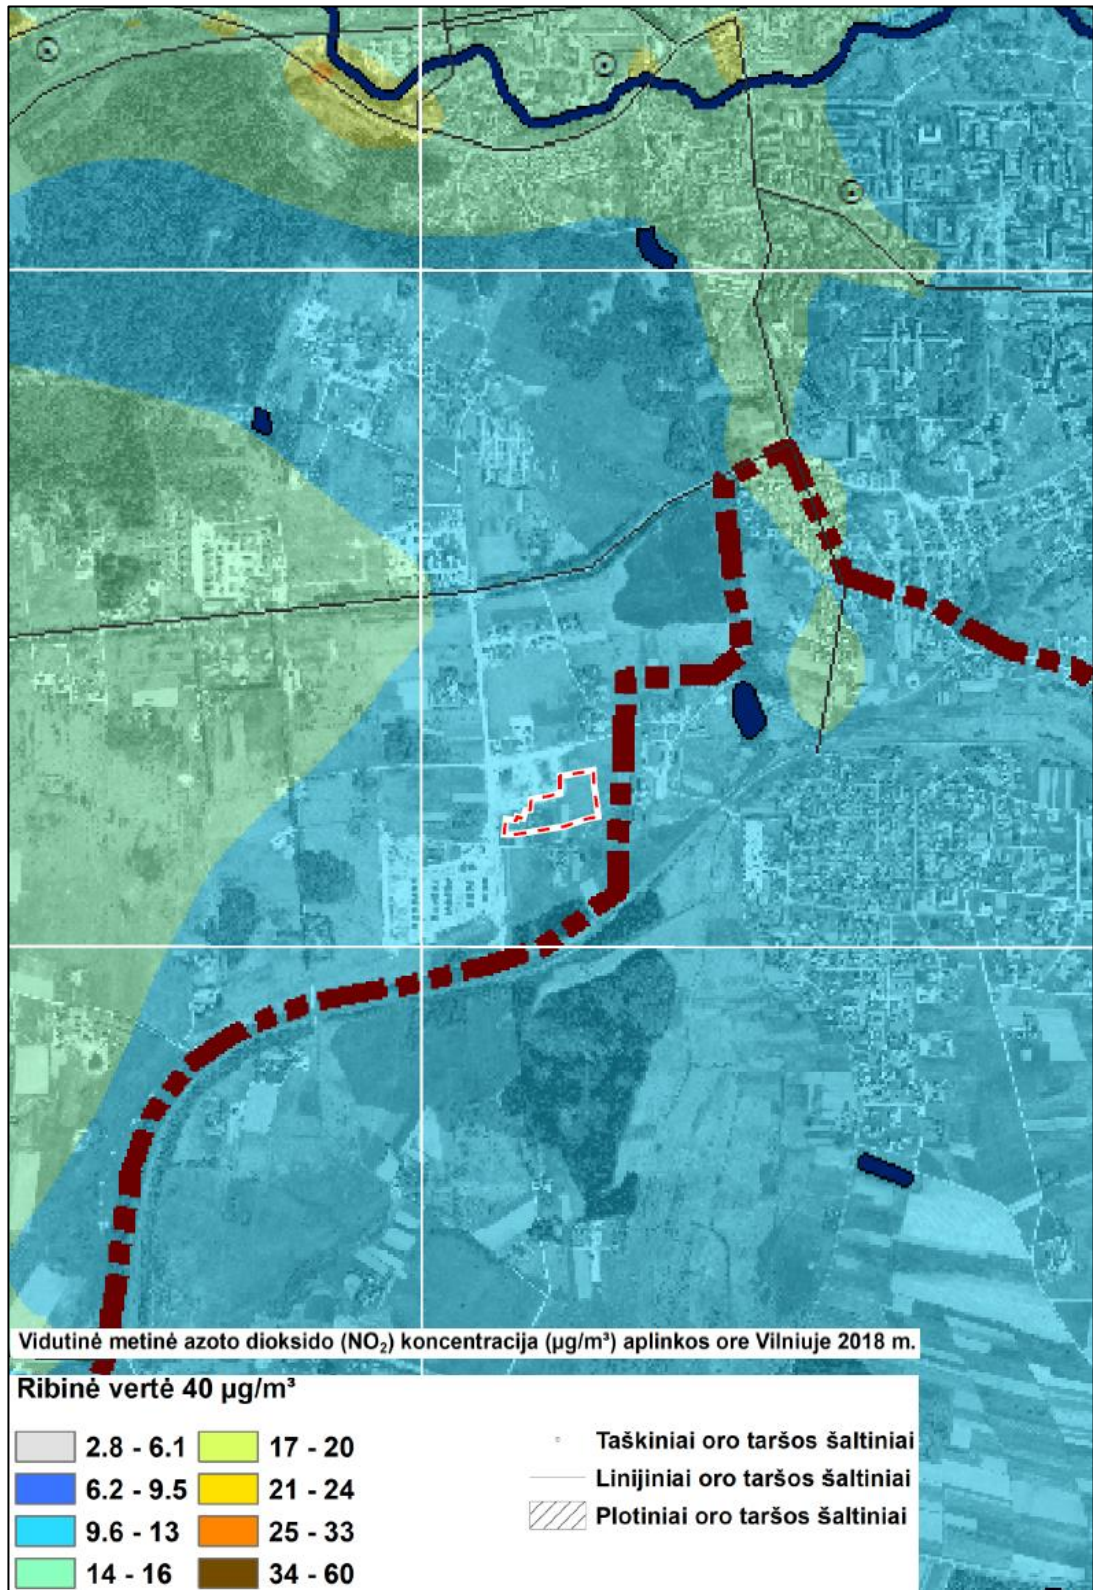 Vidutinė metinė azoto dioksido (NO₂) koncentracija (µg/m³) aplinkos ore Vilniuje 2018 m.
Ribinė vertė 40 µg/m³
2.8 - 6.1
6.2 - 9.5
9.6 - 13
14 - 16
17 - 20
21 - 24
25 - 33
34 - 60
Taškiniai oro taršos šaltiniai
Linijiniai oro taršos šaltiniai
Plotiniai oro taršos šaltiniai